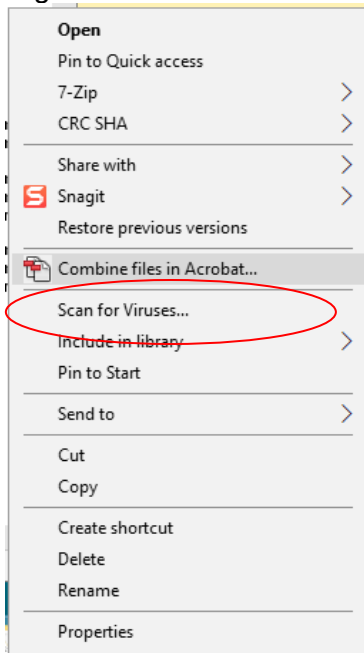 Open
Pin to Quick access
7-Zip
CRC SHA
Share with
Snagit
Restore previous versions
Combine files in Acrobat...
Scan for Viruses...
Include in library
Pin to Start
Send to
Cut
Copy
Create shortcut
Delete
Rename
Properties